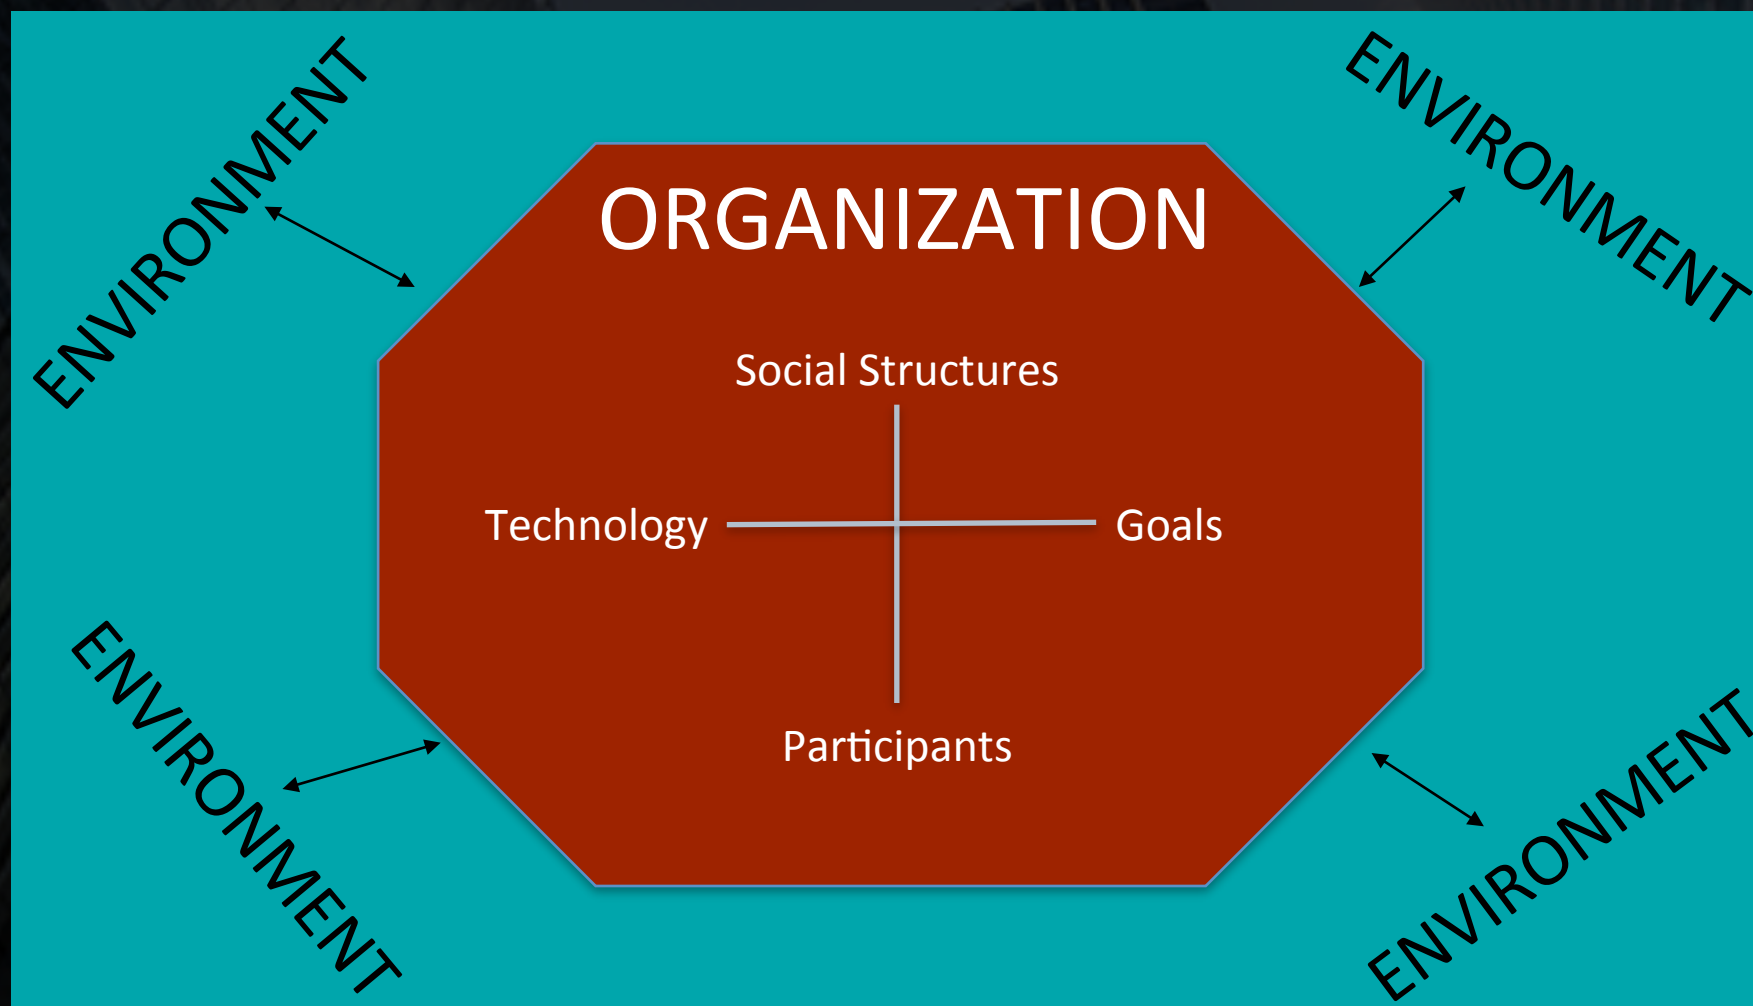 ENVIRONMENT
ENVIRONMENT
ORGANIZATION
Social Structures
Technology
Goals
Participants
ENVIRONMENT
ENVIRONMENT